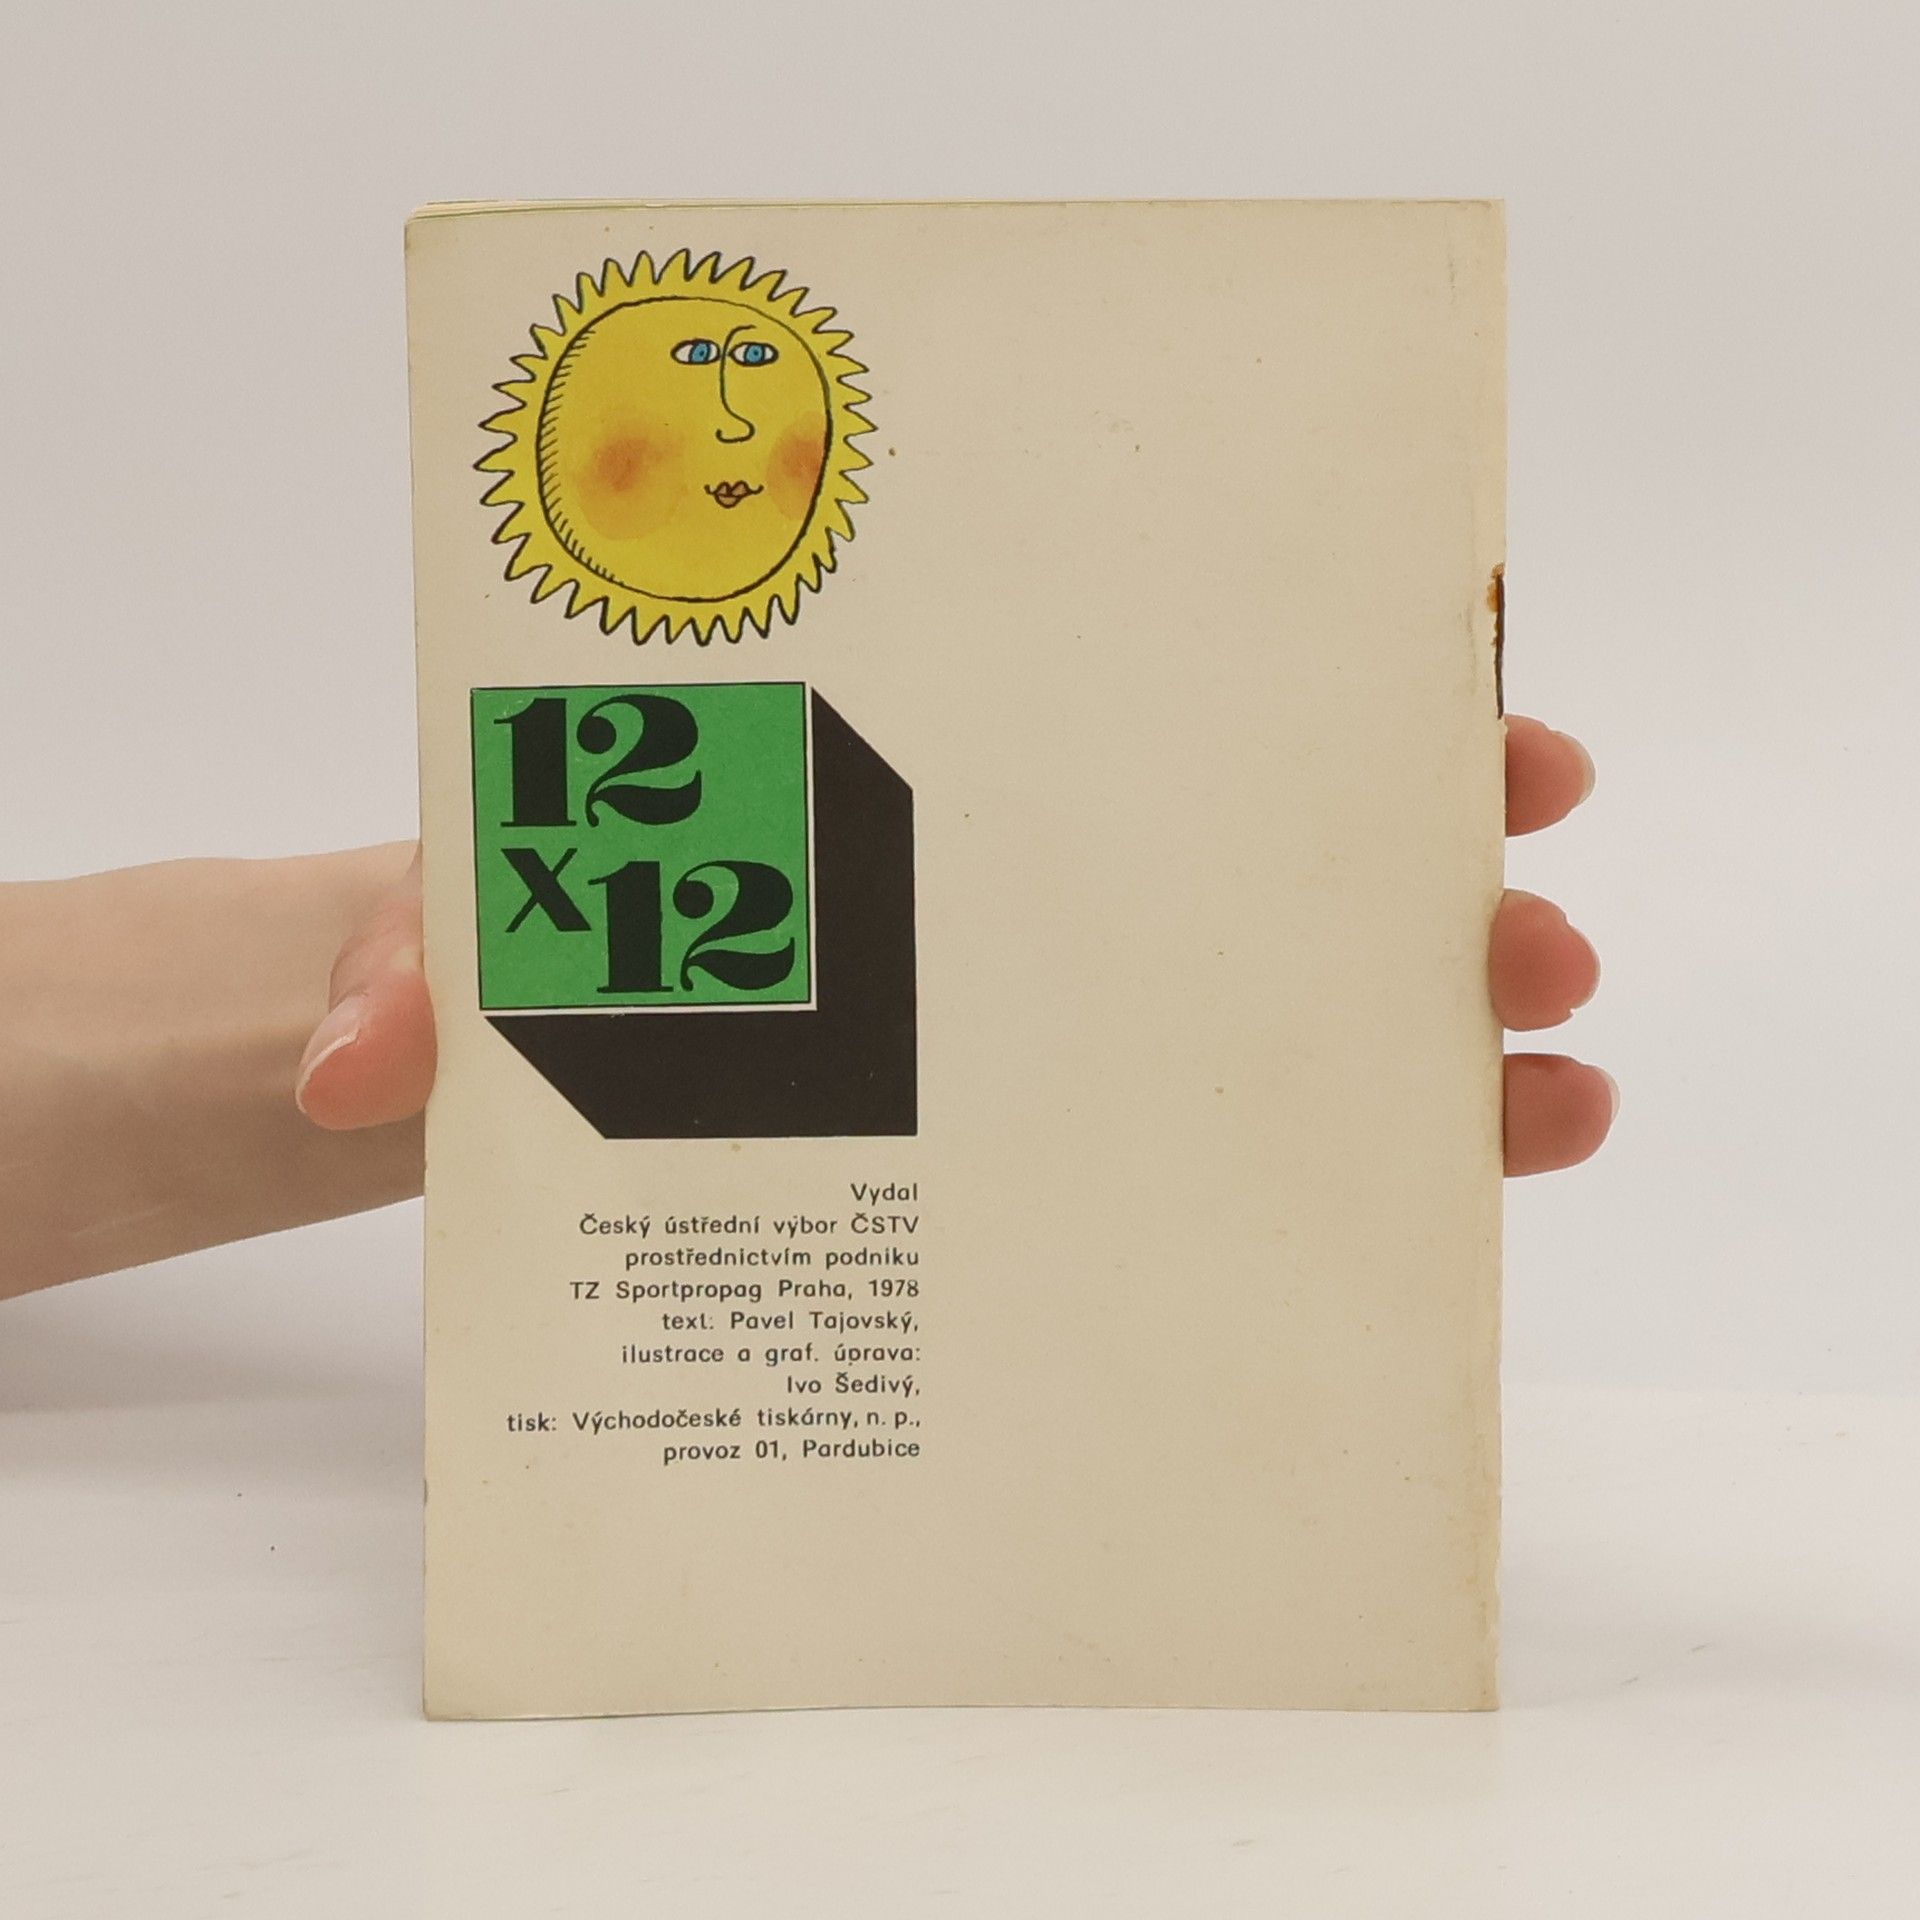 12
x 12
Vydal
Český ústřední výbor ČSTV
prostřednictvím podniku
TZ Sportpropag Praha, 1978
text: Pavel Tajovský,
ilustrace a graf. úprava:
Ivo Šedivý,
tisk: Východočeské tiskárny, n. p.,
provoz 01, Pardubice